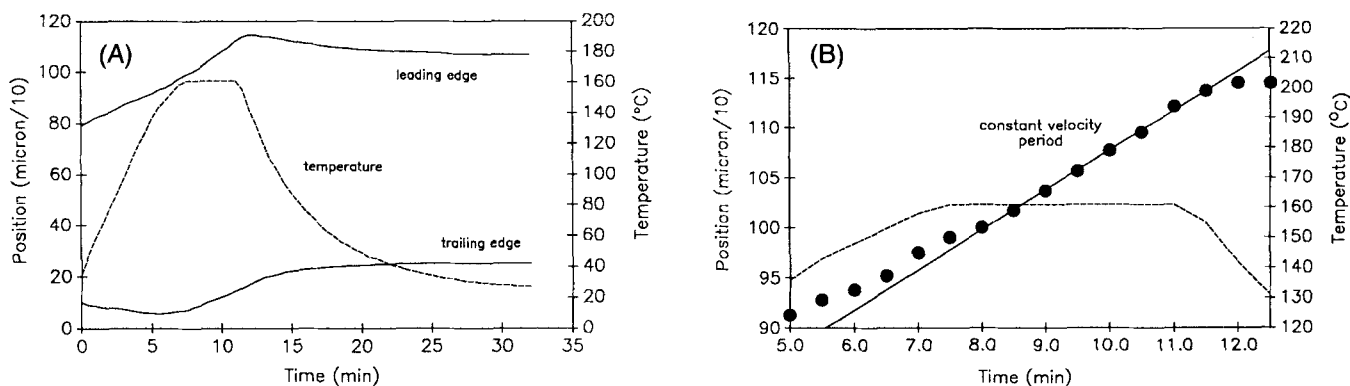 (A)
Position (micron/10)
120
100
80
60
40
20
0
leading edge
temperature
trailing edge
200
180
160
140
120
100
80
60
40
20
0
Temperature (°C)
0 5 10 15 20 25 30 35
Time (min)
(B)
Position (micron/10)
120
115
110
105
100
95
90
constant velocity
period
220
210
200
190
180
170
160
150
140
130
120
Temperature (°C)
5.0 6.0 7.0 8.0 9.0 10.0 11.0 12.0
Time (min)